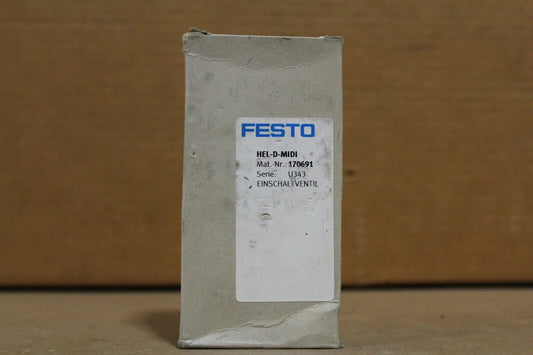 FESTO
HEL-D-MIDI
Mat.-Nr.: 170691
Serie: U343
EINSCHALTVENTIL